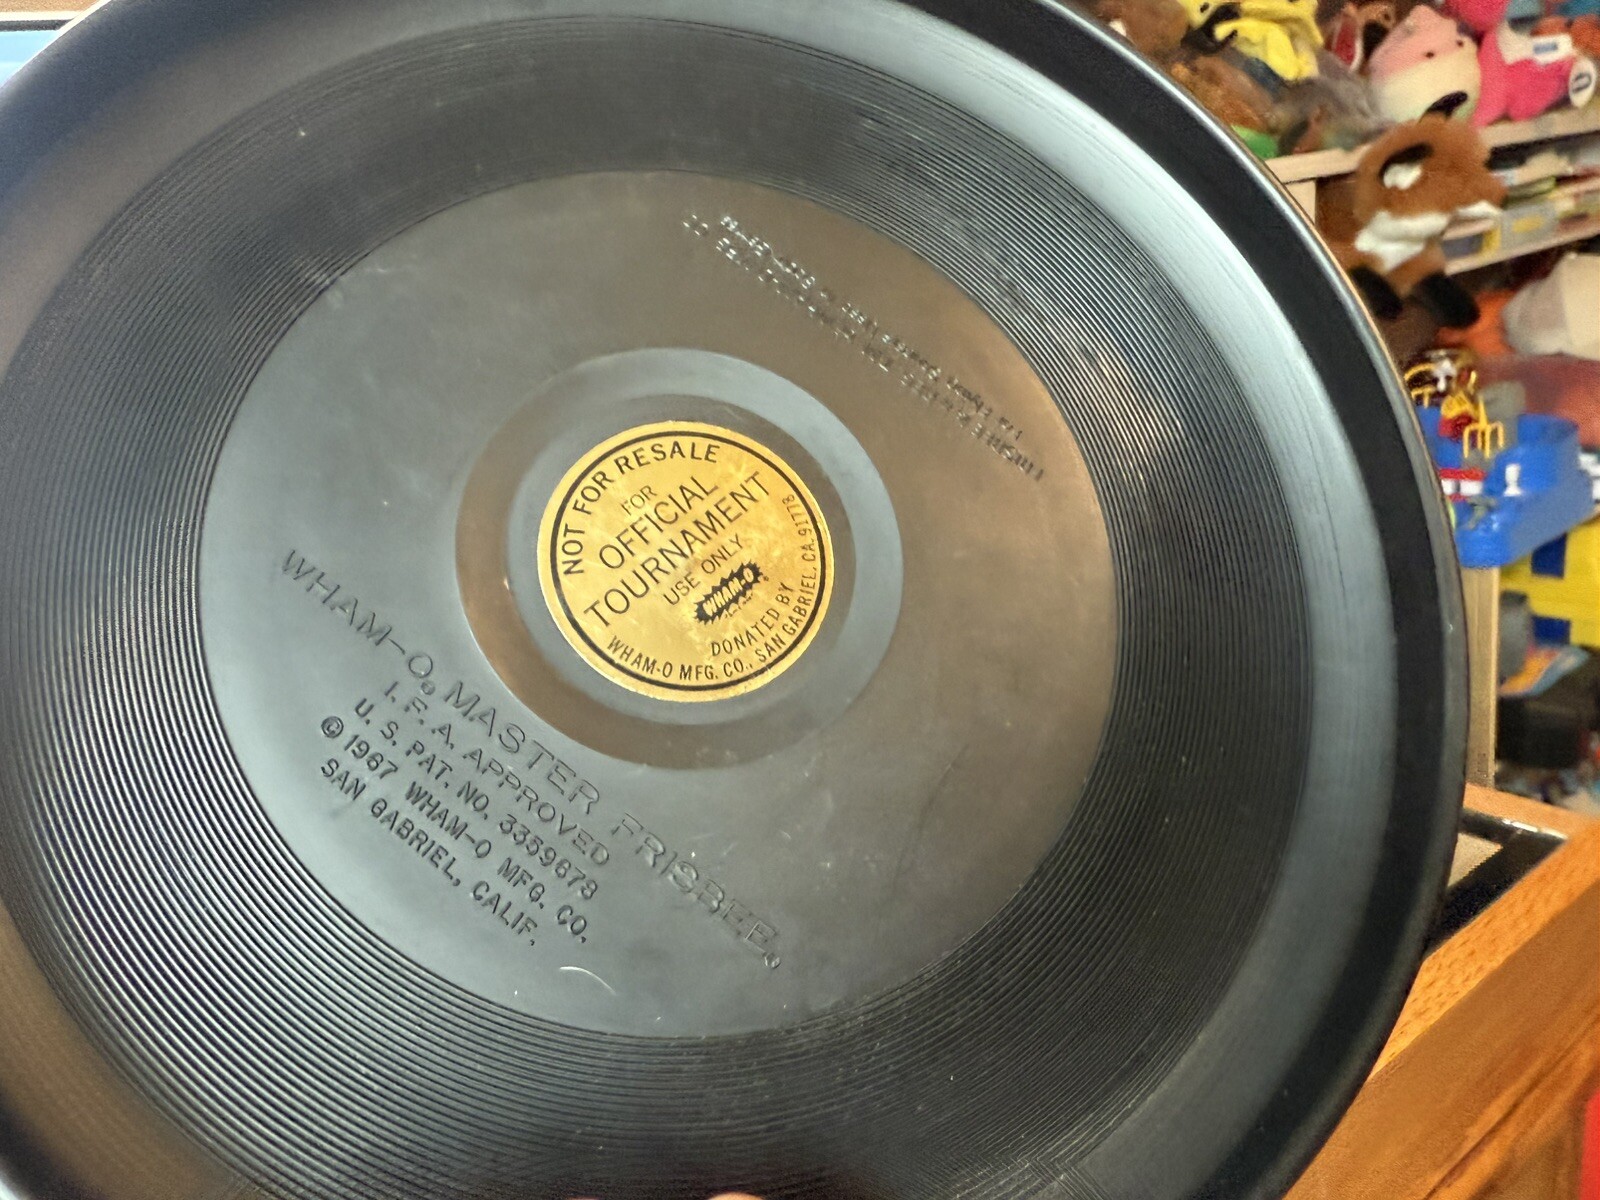 NOT FOR RESALE
FOR
OFFICIAL
TOURNAMENT
USE ONLY.
WHAM-O
DONATED BY
WHAM-O MFG. CO., SAN GABRIEL, CA. 91778
WHAM-O® MASTER FRISBEE®
I. F. A. APPROVED
U. S. PAT. NO. 3359678
© 1967 WHAM-O MFG. CO.
SAN GABRIEL, CALIF.